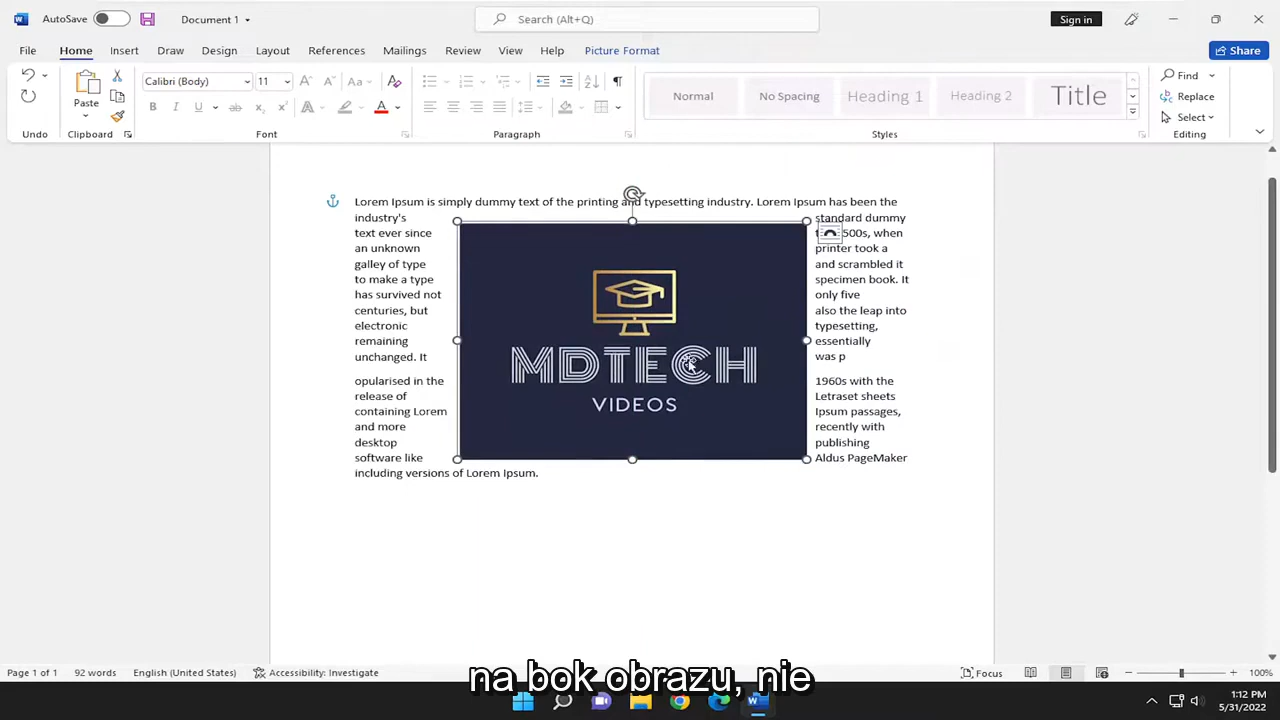 AutoSave
Document 1
Search (Alt+Q)
Sign in
File
Home
Insert
Draw
Design
Layout
References
Mailings
Review
View
Help
Picture Format
Share
Calibri (Body)
11
Paste
Normal
No Spacing
Heading 1
Heading 2
Title
Find
Replace
Select
Undo
Clipboard
Font
Paragraph
Styles
Editing
Lorem Ipsum is simply dummy text of the printing and typesetting industry. Lorem Ipsum has been the
industry's standard dummy
text ever since 500s, when
an unknown printer took a
galley of type and scrambled it
to make a type specimen book. It
has survived not only five
centuries, but also the leap into
electronic typesetting,
remaining essentially
unchanged. It was p
opularised in the 1960s with the
release of Letraset sheets
containing Lorem Ipsum passages,
and more recently with
desktop publishing
software like Aldus PageMaker
including versions of Lorem Ipsum.
MDTECH
VIDEOS
Page 1 of 1
92 words
English (United States)
Accessibility: Investigate
Focus
100%
na bok obrazu, nie
1:12 PM
5/31/2022